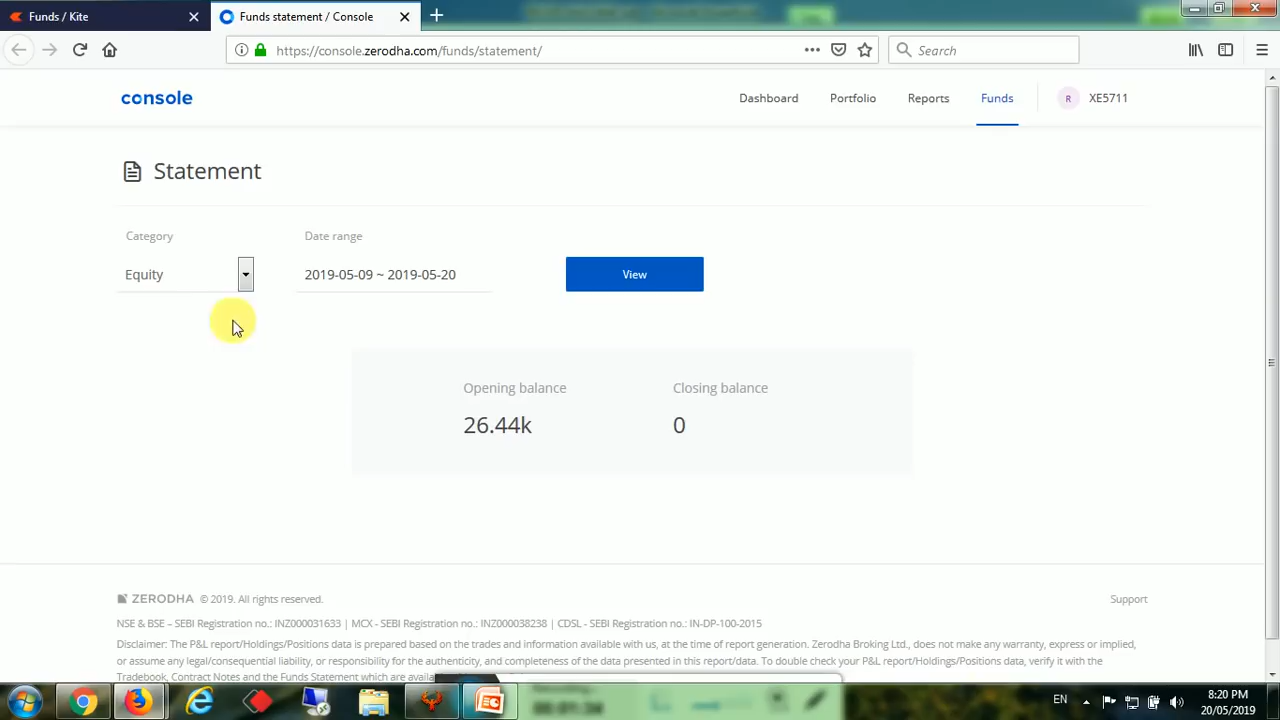 Funds / Kite
Funds statement / Console
https://console.zerodha.com/funds/statement/
Search
console
Dashboard
Portfolio
Reports
Funds
R
XE5711
Statement
Category
Date range
Equity
2019-05-09 ~ 2019-05-20
View
Opening balance
Closing balance
26.44k
0
ZERODHA © 2019. All rights reserved.
Support
NSE & BSE – SEBI Registration no.: INZ000031633 | MCX - SEBI Registration no.: INZ000038238 | CDSL - SEBI Registration no.: IN-DP-100-2015
Disclaimer: The P&L report/Holdings/Positions data is prepared based on the trades and information available with us, at the time of report generation. Zerodha Broking Ltd., does not make any warranty, express or implied,
or assume any legal/consequential liability, or responsibility for the authenticity, and completeness of the data presented in this report/data. To double check your P&L report/Holdings/Positions data, verify it with the
Tradebook, Contract Notes and the Funds Statement which are
EN
8:20 PM
20/05/2019